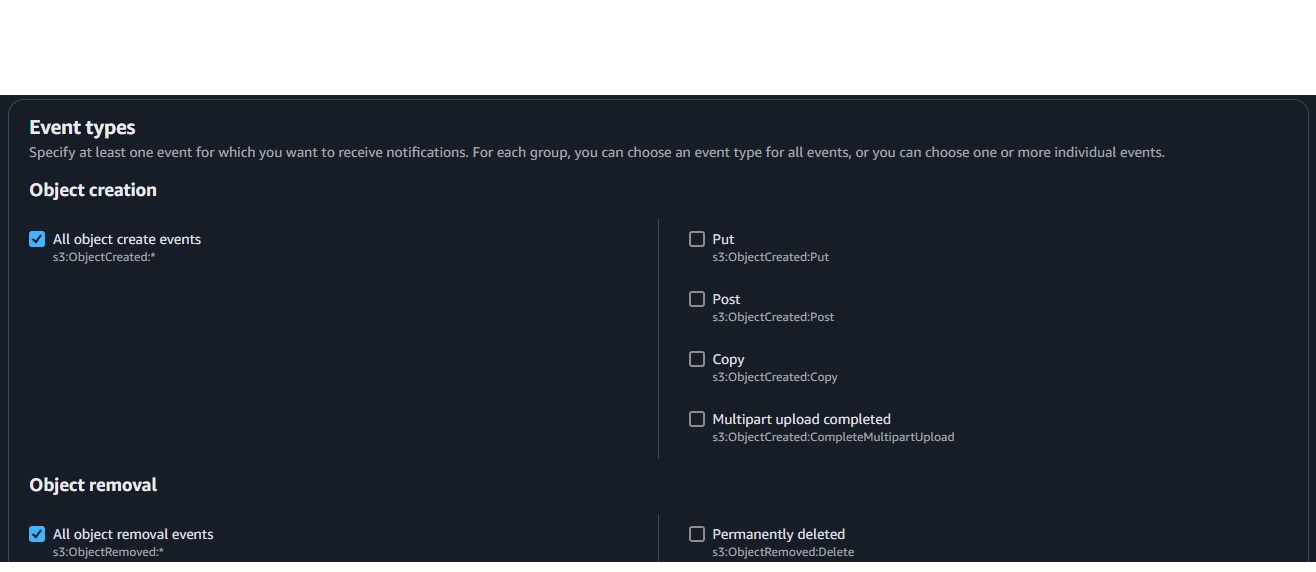 Event types
Specify at least one event for which you want to receive notifications. For each group, you can choose an event type for all events, or you can choose one or more individual events.
Object creation
All object create events
s3:ObjectCreated:*
Put
s3:ObjectCreated:Put
Post
s3:ObjectCreated:Post
Copy
s3:ObjectCreated:Copy
Multipart upload completed
s3:ObjectCreated:CompleteMultipartUpload
Object removal
All object removal events
s3:ObjectRemoved:*
Permanently deleted
s3:ObjectRemoved:Delete